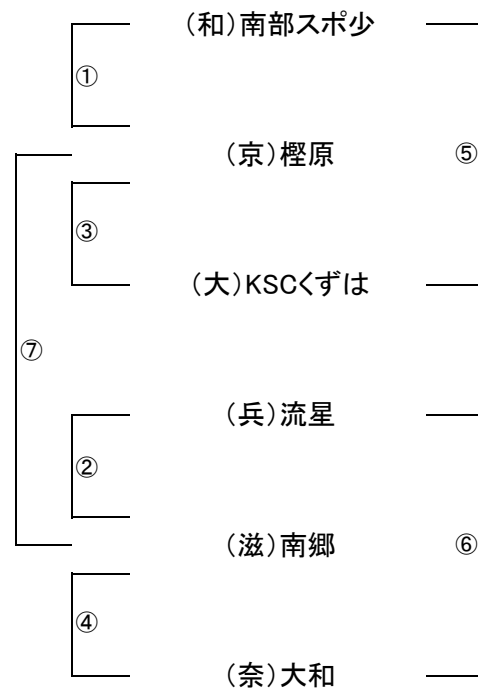 (和)南部スポ少
①
(京)樫原
⑤
③
(大)KSCくずは
⑦
(兵)流星
②
(滋)南郷
⑥
④
(奈)大和